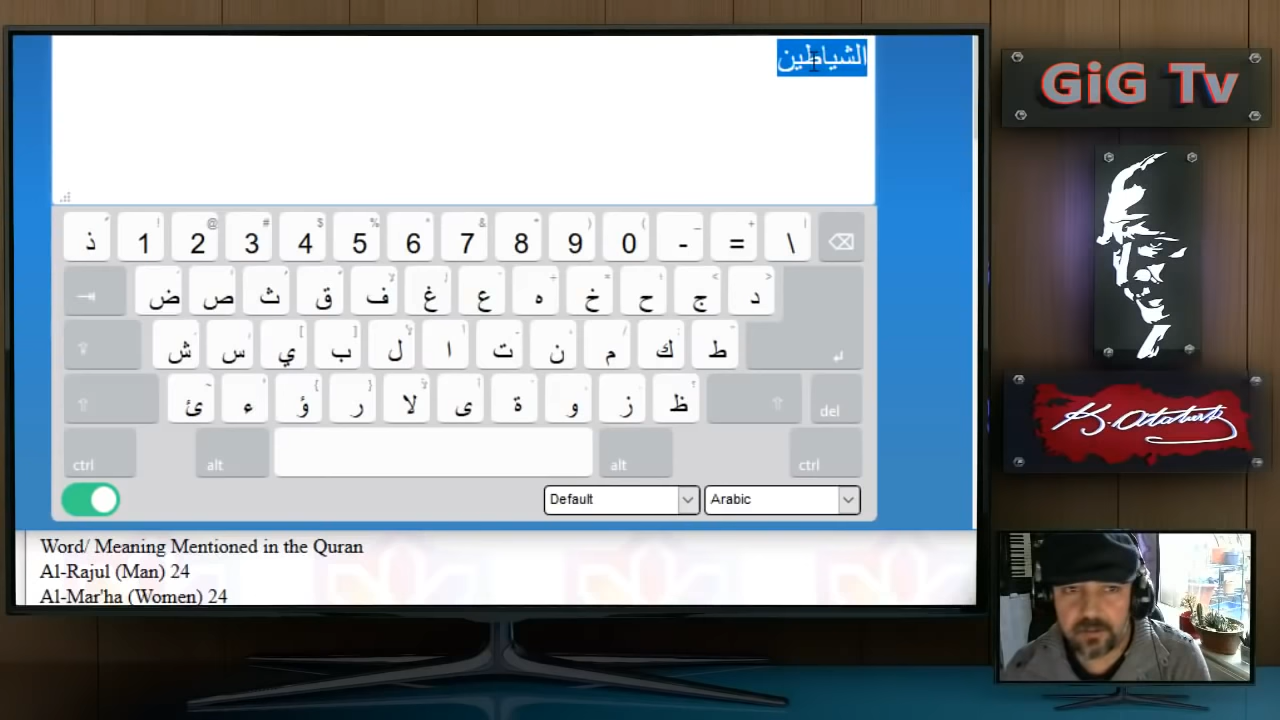 الشياطين
GiG Tv
ذ 1 ! 2 @ 3 # 4 $ 5 % 6 ^ 7 & 8 * 9 ) 0 ( - _ = + \ |
ض ص ث ق ف غ ع ه خ ح ج د
ش س ي ب ل ا ت ن م ك ط
ئ ء ؤ ر لا ى ة و ز ظ del
ctrl alt alt ctrl
Default Arabic
K. Atatürk
Word/ Meaning Mentioned in the Quran
Al-Rajul (Man) 24
Al-Mar'ha (Women) 24